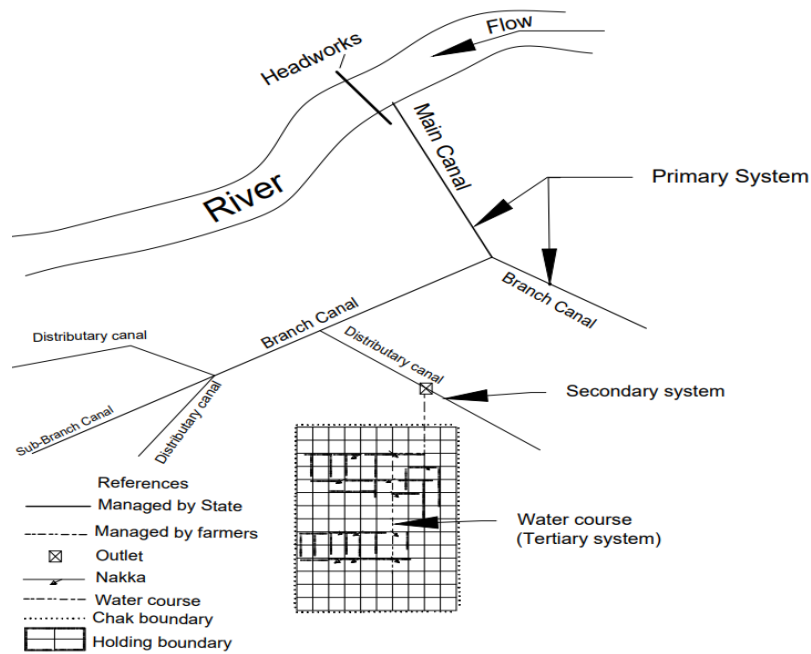 Flow
Headworks
Main Canal
River
Primary System
Branch Canal
Branch Canal
Distributary canal
Distributary canal
Secondary system
Sub-Branch Canal
Distributary canal
References
Managed by State
Managed by farmers
Outlet
Nakka
Water course
Chak boundary
Holding boundary
Water course
(Tertiary system)